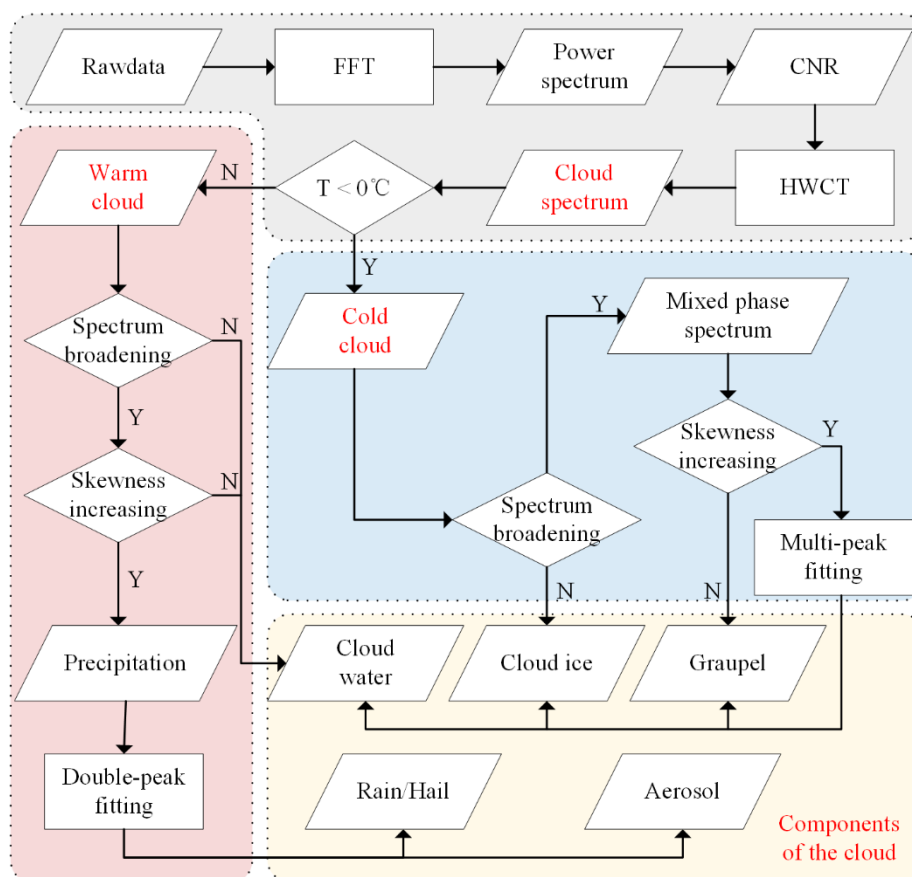 Rawdata
FFT
Power
spectrum
CNR
Warm
cloud
N
T < 0℃
Cloud
spectrum
HWCT
Y
Spectrum
broadening
N
Cold
cloud
Y
Mixed phase
spectrum
Y
Skewness
increasing
N
Skewness
increasing
Y
Y
Spectrum
broadening
Multi-peak
fitting
N
N
Precipitation
Cloud
water
Cloud ice
Graupel
Double-peak
fitting
Rain/Hail
Aerosol
Components
of the cloud